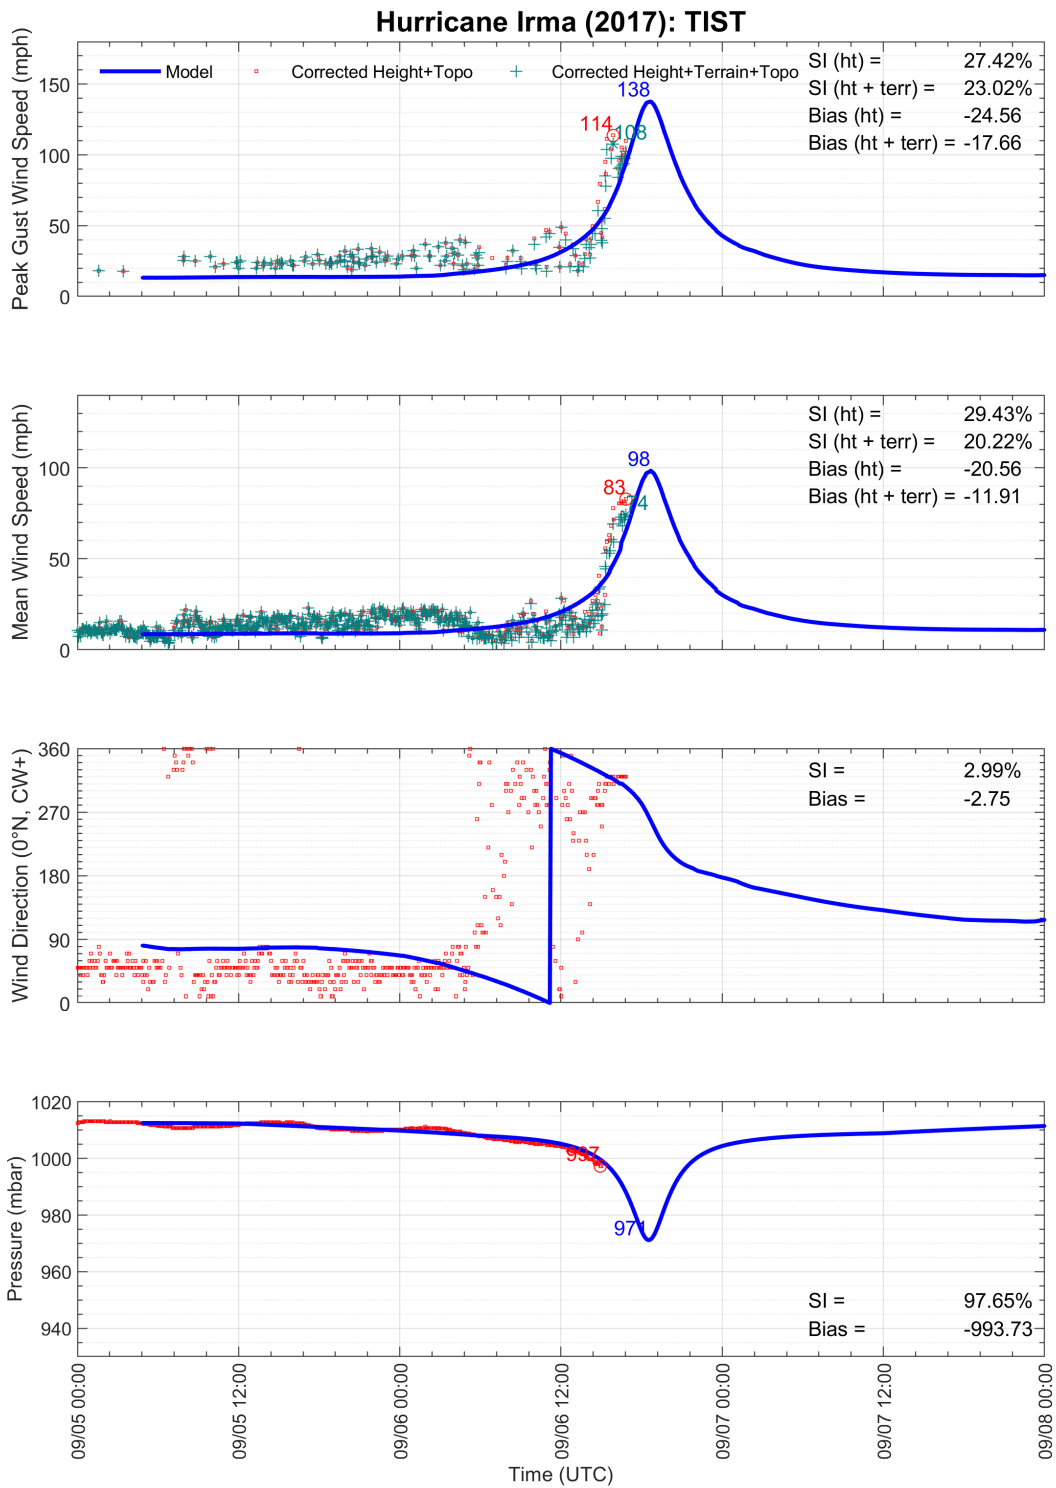 Hurricane Irma (2017): TIST
Peak Gust Wind Speed (mph)
150
100
50
0
Model
Corrected Height+Topo
Corrected Height+Terrain+Topo
138
114
108
SI (ht) = 27.42%
SI (ht + terr) = 23.02%
Bias (ht) = -24.56
Bias (ht + terr) = -17.66
Mean Wind Speed (mph)
100
50
0
98
83
74
SI (ht) = 29.43%
SI (ht + terr) = 20.22%
Bias (ht) = -20.56
Bias (ht + terr) = -11.91
Wind Direction (0°N, CW+)
360
270
180
90
0
SI = 2.99%
Bias = -2.75
Pressure (mbar)
1020
1000
980
960
940
997
971
SI = 97.65%
Bias = -993.73
09/05 00:00
09/05 12:00
09/06 00:00
09/06 12:00
09/07 00:00
09/07 12:00
09/08 00:00
Time (UTC)